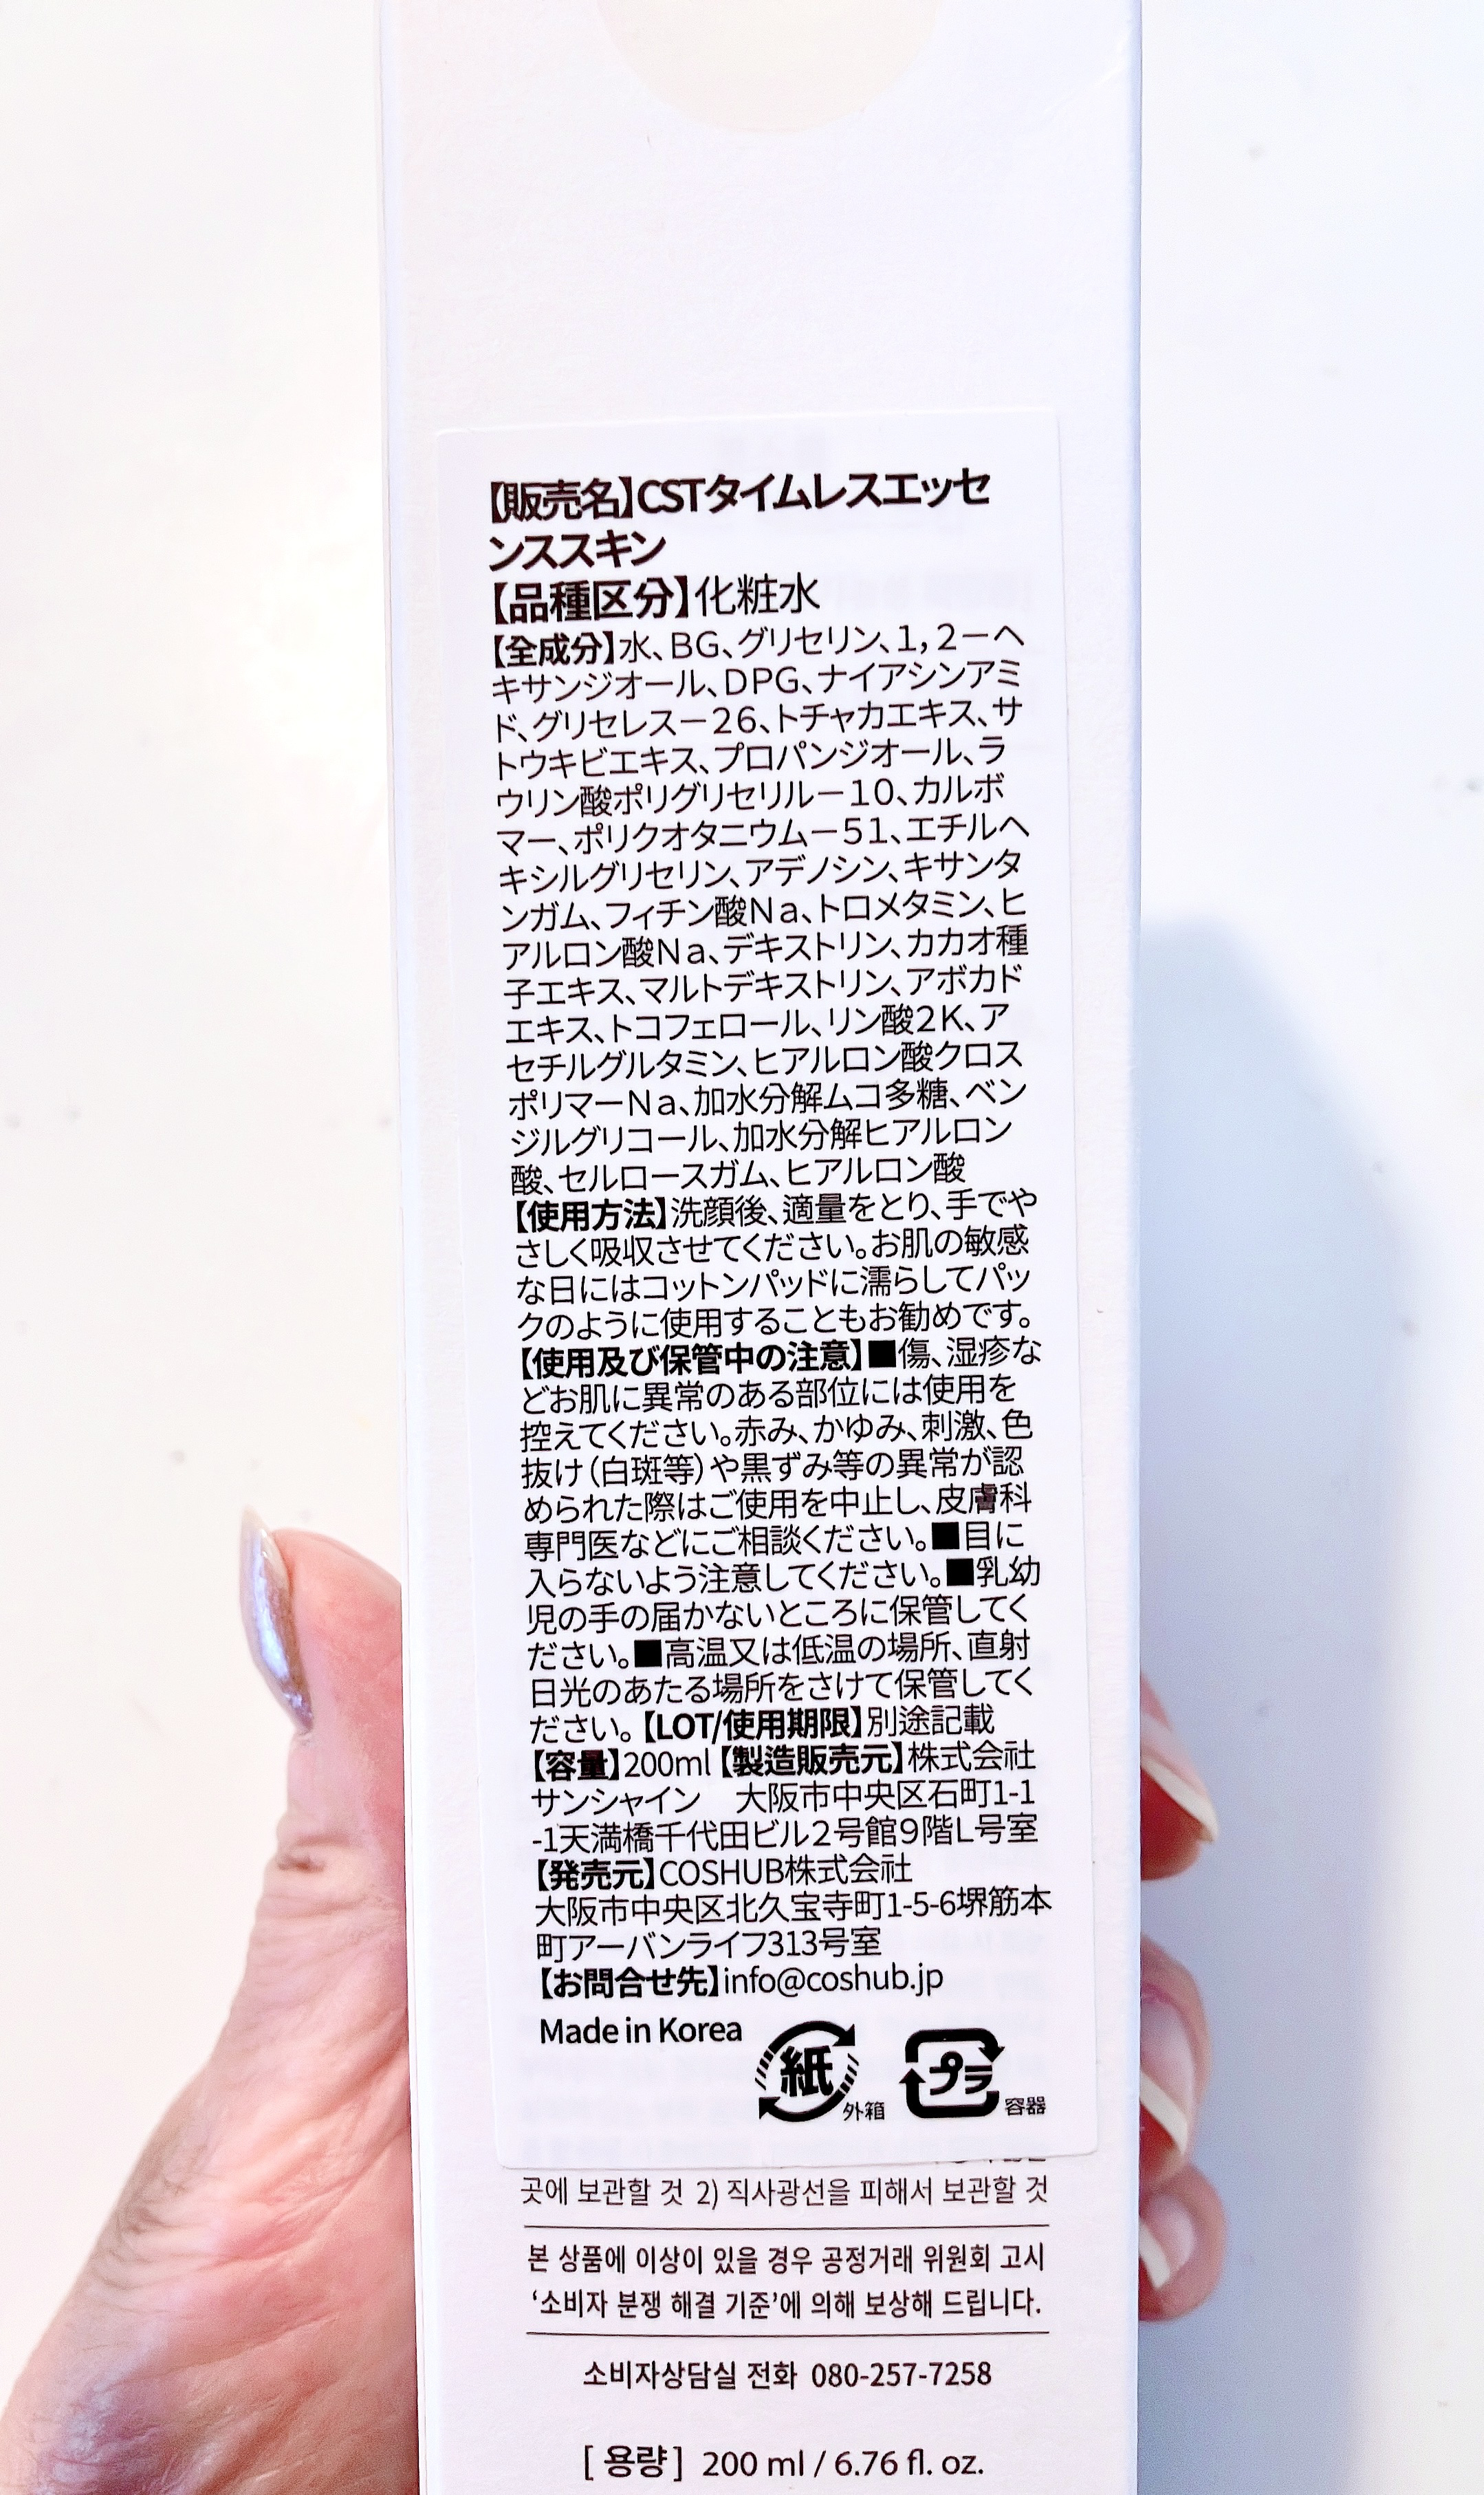 【販売名】CSTタイムレスエッセ
ンススキン
【品種区分】化粧水
【全成分】水、BG、グリセリン、1，2－ヘ
キサンジオール、DPG、ナイアシンアミ
ド、グリセレス－26、トチャカエキス、サ
トウキビエキス、プロパンジオール、ラ
ウリン酸ポリグリセリル－10、カルボ
マー、ポリクオタニウム－51、エチルヘ
キシルグリセリン、アデノシン、キサンタ
ンガム、フィチン酸Na、トロメタミン、ヒ
アルロン酸Na、デキストリン、カカオ種
子エキス、マルトデキストリン、アボカド
エキス、トコフェロール、リン酸2K、ア
セチルグルタミン、ヒアルロン酸クロス
ポリマーNa、加水分解ムコ多糖、ベン
ジルグリコール、加水分解ヒアルロン
酸、セルロースガム、ヒアルロン酸
【使用方法】洗顔後、適量をとり、手でや
さしく吸収させてください。お肌の敏感
な日にはコットンパッドに濡らしてパッ
クのように使用することもお勧めです。
【使用及び保管中の注意】■傷、湿疹な
どお肌に異常のある部位には使用を
控えてください。赤み、かゆみ、刺激、色
抜け（白斑等）や黒ずみ等の異常が認
められた際はご使用を中止し、皮膚科
専門医などにご相談ください。■目に
入らないよう注意してください。■乳幼
児の手の届かないところに保管してく
ださい。■高温又は低温の場所、直射
日光のあたる場所をさけて保管してく
ださい。【LOT/使用期限】別途記載
【容量】200ml【製造販売元】株式会社
サンシャイン　大阪市中央区石町1-1
-1天満橋千代田ビル2号館9階L号室
【発売元】COSHUB株式会社
大阪市中央区北久宝寺町1-5-6堺筋本
町アーバンライフ313号室
【お問合せ先】info@coshub.jp
Made in Korea
紙 外箱 プラ 容器
곳에 보관할 것 2) 직사광선을 피해서 보관할 것
본 상품에 이상이 있을 경우 공정거래 위원회 고시
‘소비자 분쟁 해결 기준’에 의해 보상해 드립니다.
소비자상담실 전화 080-257-7258
[ 용량 ] 200 ml / 6.76 fl. oz.